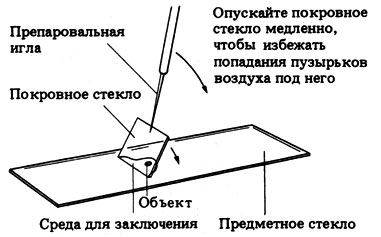 Препаровальная
игла
Опускайте покровное
стекло медленно,
чтобы избежать
попадания пузырьков
воздуха под него
Покровное стекло
Объект
Среда для заключения
Предметное стекло